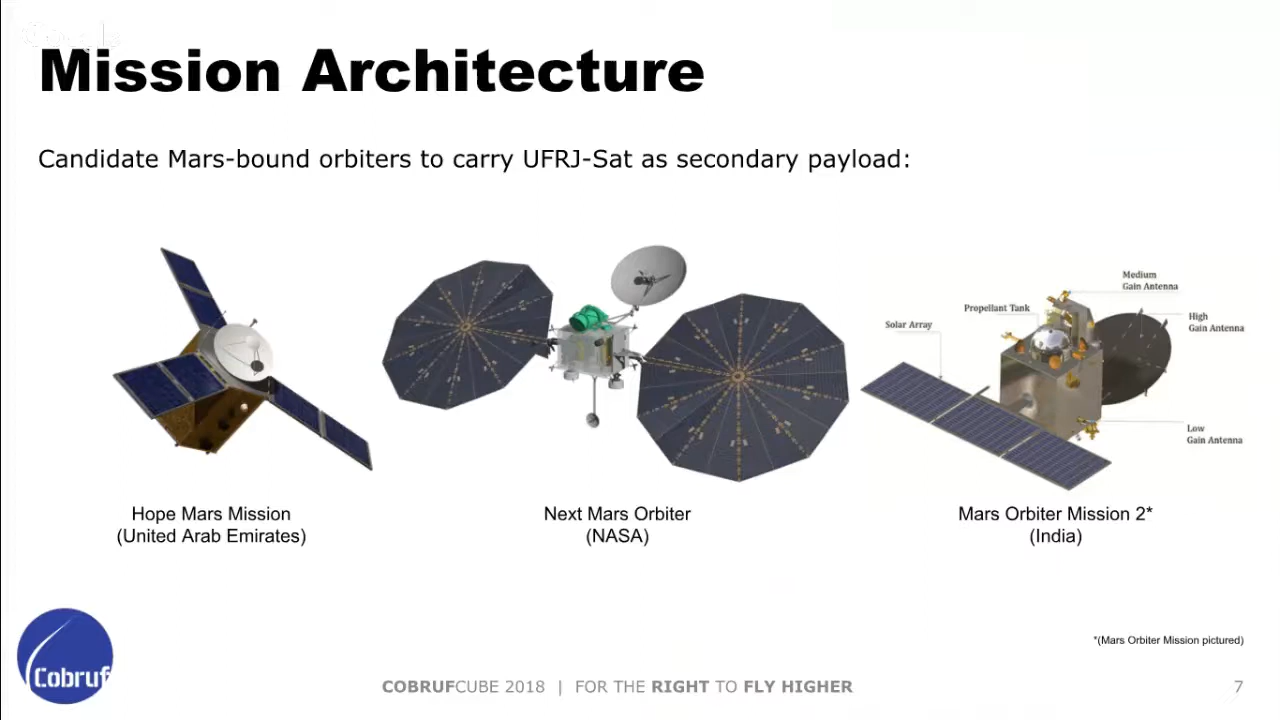 Google
Mission Architecture
Candidate Mars-bound orbiters to carry UFRJ-Sat as secondary payload:
Medium
Gain Antenna
Propellant Tank
High
Gain Antenna
Solar Array
Low
Gain Antenna
Hope Mars Mission
(United Arab Emirates)
Next Mars Orbiter
(NASA)
Mars Orbiter Mission 2*
(India)
*(Mars Orbiter Mission pictured)
Cobruf
COBRUFCUBE 2018 | FOR THE RIGHT TO FLY HIGHER
7